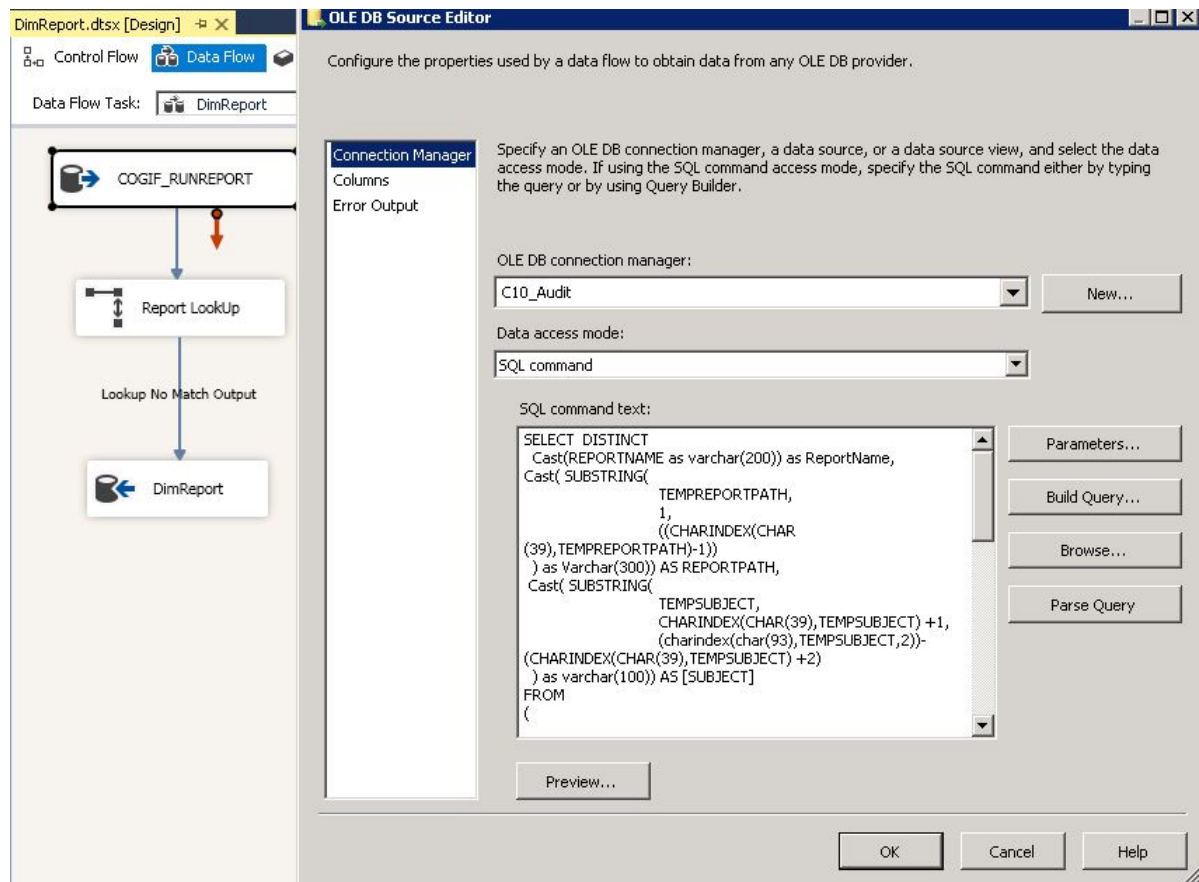 DimReport.dtsx [Design]
Control Flow
Data Flow
Data Flow Task:
DimReport
COGIF_RUNREPORT
Report LookUp
Lookup No Match Output
DimReport
OLE DB Source Editor
Configure the properties used by a data flow to obtain data from any OLE DB provider.
Connection Manager
Columns
Error Output
Specify an OLE DB connection manager, a data source, or a data source view, and select the data
access mode. If using the SQL command access mode, specify the SQL command either by typing
the query or by using Query Builder.
OLE DB connection manager:
C10_Audit
New...
Data access mode:
SQL command
SQL command text:
SELECT DISTINCT
Cast(REPORTNAME as varchar(200)) as ReportName,
Cast( SUBSTRING(
TEMPREPORTPATH,
1,
((CHARINDEX(CHAR
(39),TEMPREPORTPATH)-1))
) as Varchar(300)) AS REPORTPATH,
Cast( SUBSTRING(
TEMPSUBJECT,
CHARINDEX(CHAR(39),TEMPSUBJECT) +1,
(charindex(char(93),TEMPSUBJECT,2))-
(CHARINDEX(CHAR(39),TEMPSUBJECT) +2)
) as varchar(100)) AS [SUBJECT]
FROM
(
Parameters...
Build Query...
Browse...
Parse Query
Preview...
OK
Cancel
Help